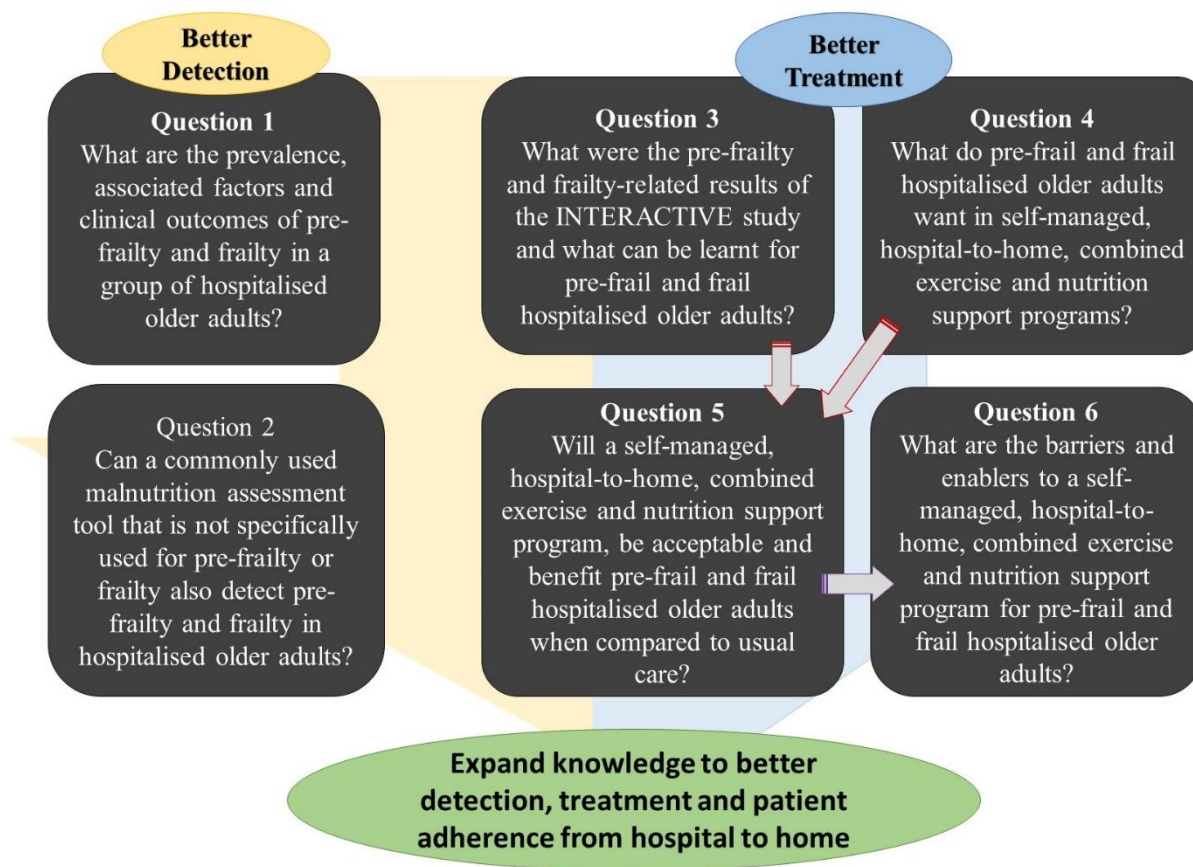 Better
Detection
Question 1
What are the prevalence,
associated factors and
clinical outcomes of pre-
frailty and frailty in a
group of hospitalised
older adults?
Question 2
Can a commonly used
malnutrition assessment
tool that is not specifically
used for pre-frailty or
frailty also detect pre-
frailty and frailty in
hospitalised older adults?
Better
Treatment
Question 3
What were the pre-frailty
and frailty-related results of
the INTERACTIVE study
and what can be learnt for
pre-frail and frail
hospitalised older adults?
Question 4
What do pre-frail and frail
hospitalised older adults
want in self-managed,
hospital-to-home, combined
exercise and nutrition
support programs?
Question 5
Will a self-managed,
hospital-to-home, combined
exercise and nutrition support
program, be acceptable and
benefit pre-frail and frail
hospitalised older adults
when compared to usual
care?
Question 6
What are the barriers and
enablers to a self-
managed, hospital-to-
home, combined exercise
and nutrition support
program for pre-frail and
frail hospitalised older
adults?
Expand knowledge to better
detection, treatment and patient
adherence from hospital to home